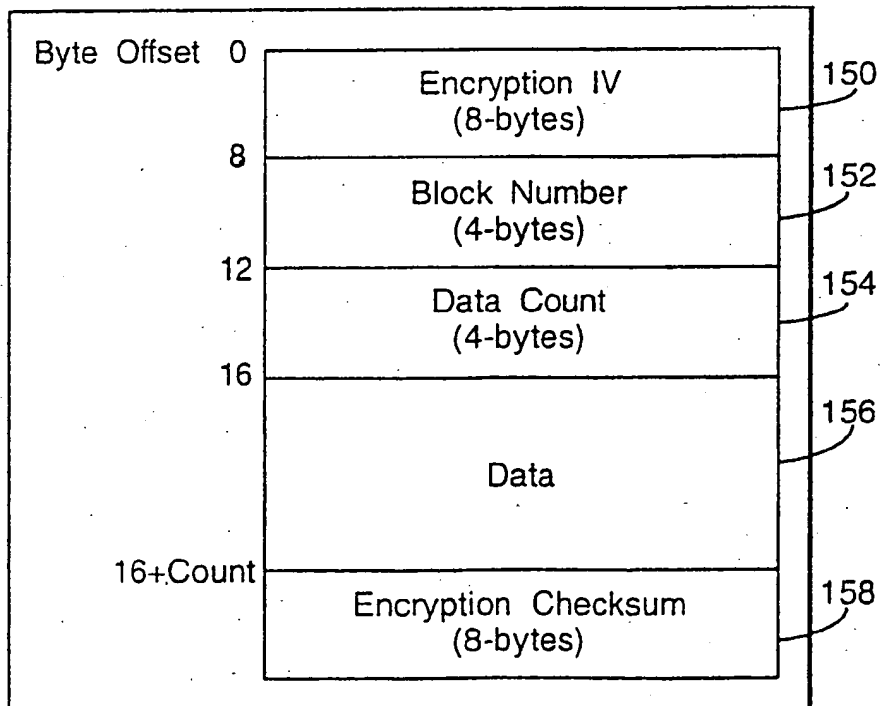 Byte Offset 0
Encryption IV
(8-bytes)
150
8
Block Number
(4-bytes)
152
12
Data Count
(4-bytes)
154
16
Data
156
16+Count
Encryption Checksum
(8-bytes)
158